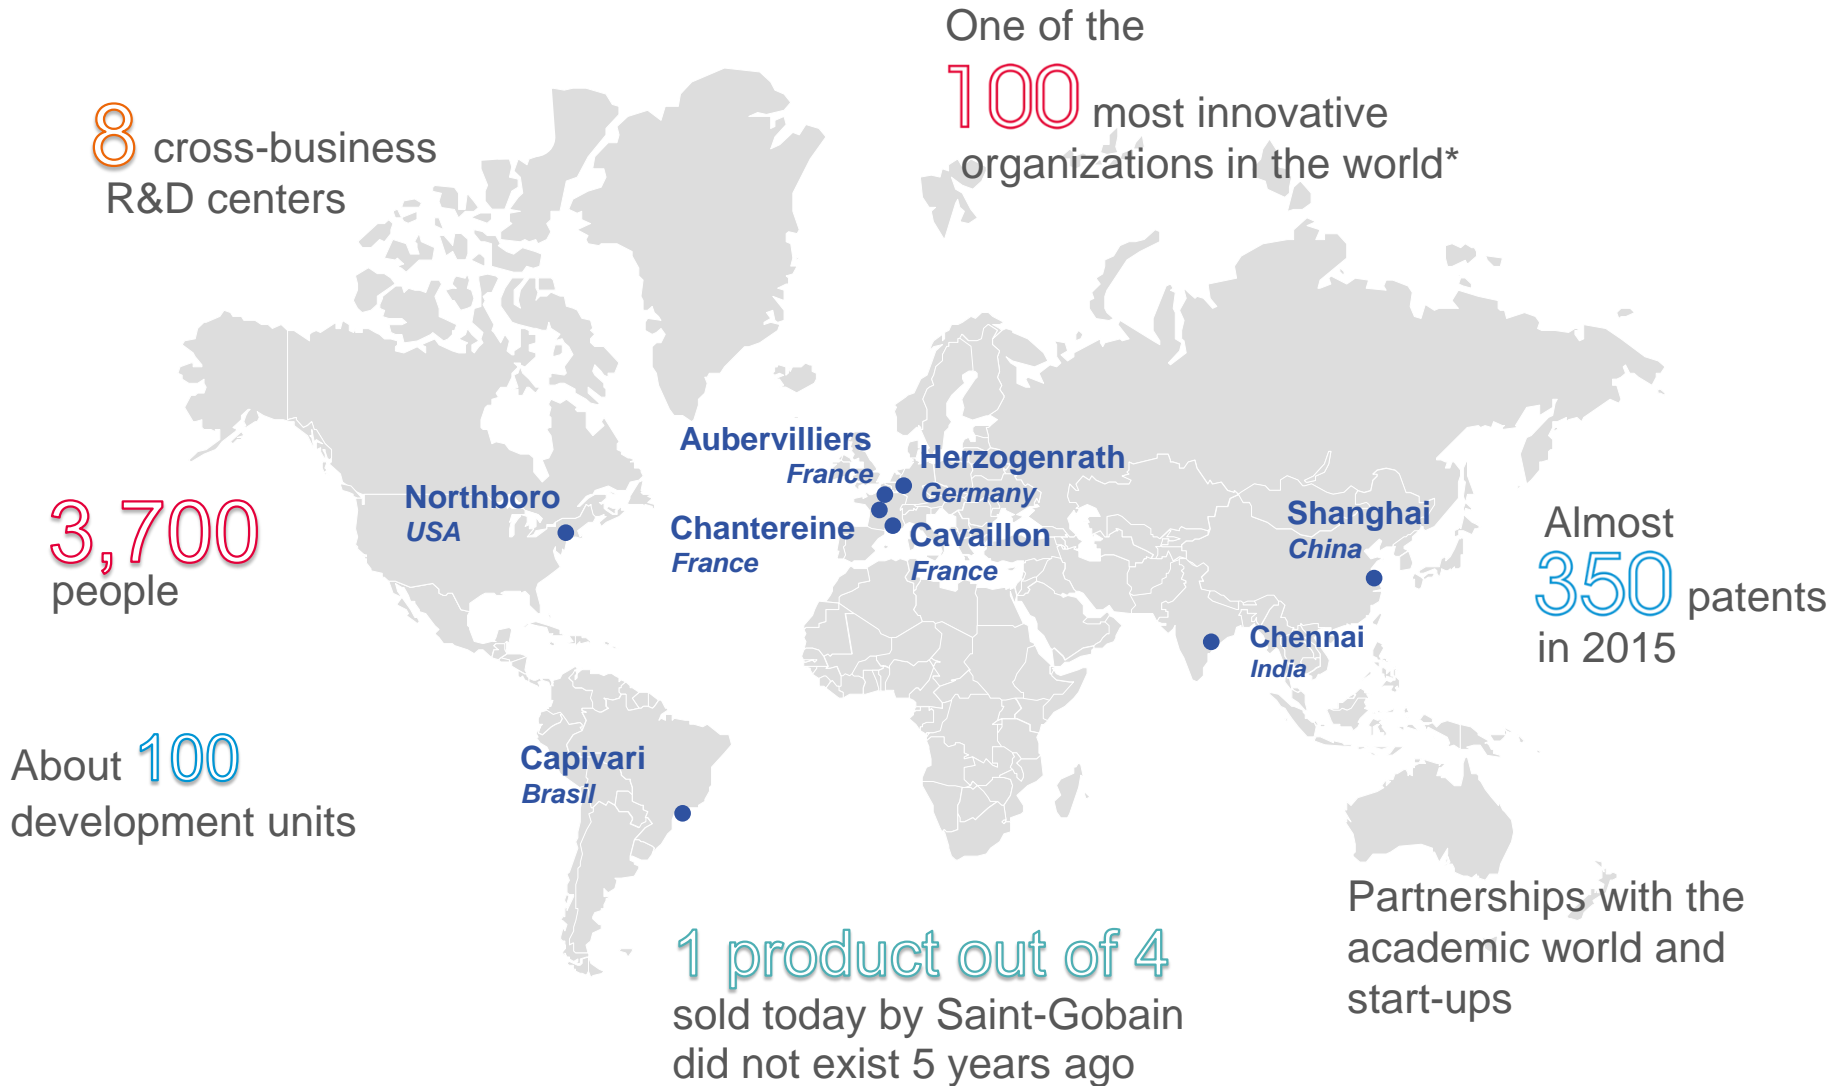 One of the
100 most innovative
organizations in the world*
8 cross-business
R&D centers
Aubervilliers
France
Herzogenrath
Germany
Northboro
USA
Chantereine
France
Cavaillon
France
Shanghai
China
3,700
people
Almost
350 patents
in 2015
Chennai
India
About 100
development units
Capivari
Brasil
Partnerships with the
academic world and
start-ups
1 product out of 4
sold today by Saint-Gobain
did not exist 5 years ago